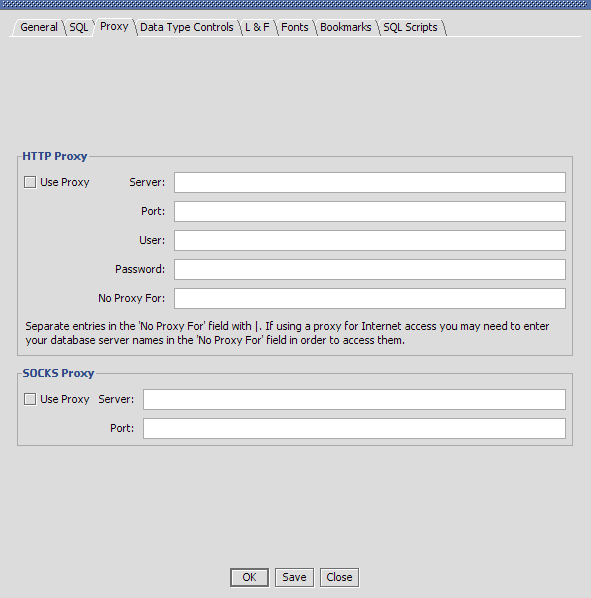 General SQL Proxy Data Type Controls L & F Fonts Bookmarks SQL Scripts
HTTP Proxy
Use Proxy Server:
Port:
User:
Password:
No Proxy For:
Separate entries in the 'No Proxy For' field with |. If using a proxy for Internet access you may need to enter
your database server names in the 'No Proxy For' field in order to access them.
SOCKS Proxy
Use Proxy Server:
Port:
OK Save Close